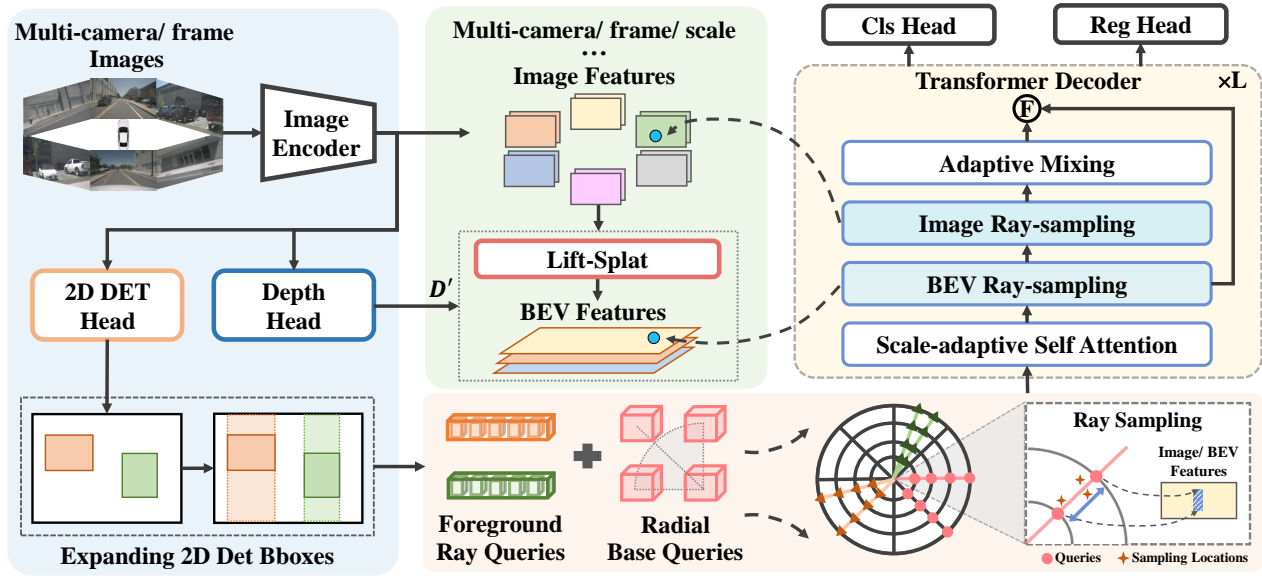 Multi-camera/ frame
Images
Image
Encoder
2D DET
Head
Depth
Head
D′
Expanding 2D Det Bboxes
Multi-camera/ frame/ scale
...
Image Features
Lift-Splat
BEV Features
Cls Head
Reg Head
Transformer Decoder
×L
F
Adaptive Mixing
Image Ray-sampling
BEV Ray-sampling
Scale-adaptive Self Attention
Foreground
Ray Queries
Radial
Base Queries
Ray Sampling
Image/ BEV
Features
Queries
Sampling Locations